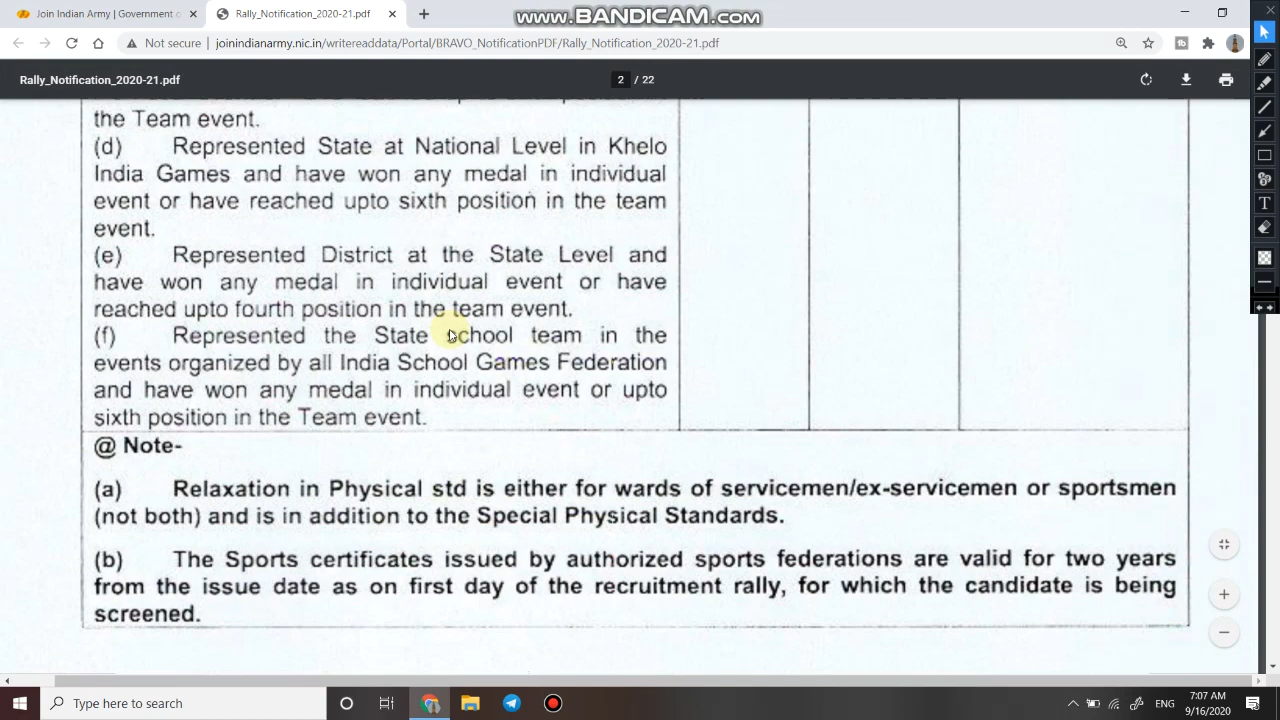 Join Indian Army | Government o
Rally_Notification_2020-21.pdf
www.BANDICAM.com
Not secure | joinindianarmy.nic.in/writereaddata/Portal/BRAVO_NotificationPDF/Rally_Notification_2020-21.pdf
Rally_Notification_2020-21.pdf
2 / 22
the Team event.
(d) Represented State at National Level in Khelo
India Games and have won any medal in individual
event or have reached upto sixth position in the team
event.
(e) Represented District at the State Level and
have won any medal in individual event or have
reached upto fourth position in the team event.
(f) Represented the State School team in the
events organized by all India School Games Federation
and have won any medal in individual event or upto
sixth position in the Team event.
@ Note-
(a) Relaxation in Physical std is either for wards of servicemen/ex-servicemen or sportsmen
(not both) and is in addition to the Special Physical Standards.
(b) The Sports certificates issued by authorized sports federations are valid for two years
from the issue date as on first day of the recruitment rally, for which the candidate is being
screened.
Type here to search
ENG
7:07 AM
9/16/2020